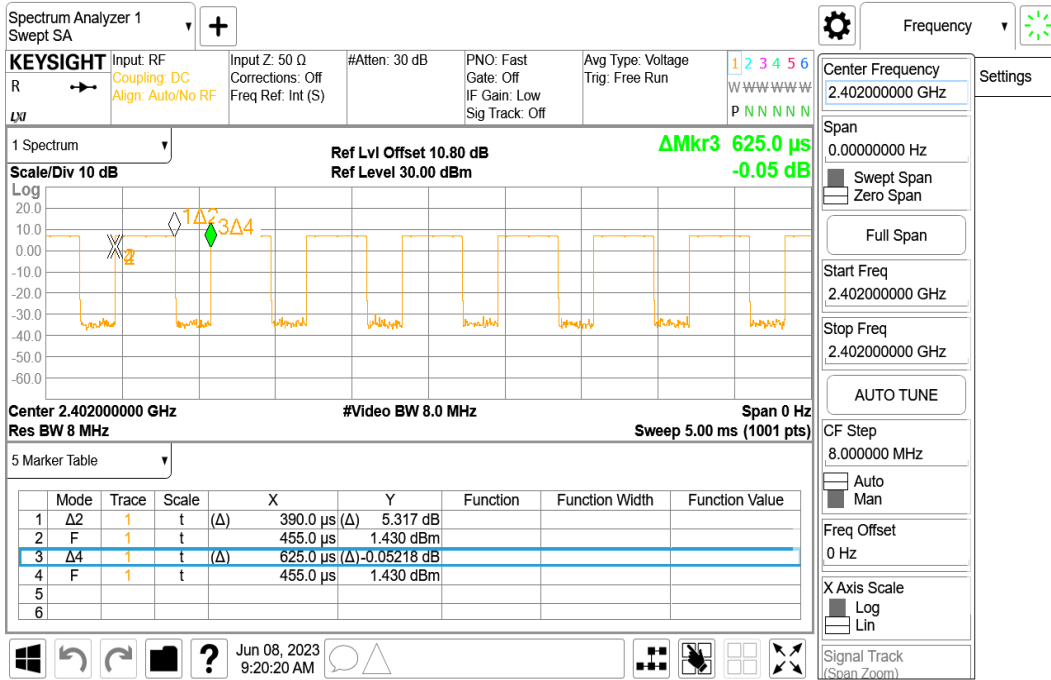 Spectrum Analyzer 1
Swept SA
Frequency
KEYSIGHT
R
LXI
Input: RF
Coupling: DC
Align: Auto/No RF
Input Z: 50 Ω
Corrections: Off
Freq Ref: Int (S)
#Atten: 30 dB
PNO: Fast
Gate: Off
IF Gain: Low
Sig Track: Off
Avg Type: Voltage
Trig: Free Run
1 2 3 4 5 6
W W W W W W
P N N N N N
1 Spectrum
Scale/Div 10 dB
Ref Lvl Offset 10.80 dB
Ref Level 30.00 dBm
ΔMkr3 625.0 µs
-0.05 dB
Log
20.0
10.0
0.00
-10.0
-20.0
-30.0
-40.0
-50.0
-60.0
1Δ2
3Δ4
Center 2.402000000 GHz
#Video BW 8.0 MHz
Span 0 Hz
Res BW 8 MHz
Sweep 5.00 ms (1001 pts)
5 Marker Table
Mode Trace Scale X Y Function Function Width Function Value
1 Δ2 1 t (Δ) 390.0 µs (Δ) 5.317 dB
2 F 1 t 455.0 µs 1.430 dBm
3 Δ4 1 t (Δ) 625.0 µs (Δ) -0.05218 dB
4 F 1 t 455.0 µs 1.430 dBm
5
6
Jun 08, 2023
9:20:20 AM
Center Frequency
2.402000000 GHz
Span
0.00000000 Hz
Swept Span
Zero Span
Full Span
Start Freq
2.402000000 GHz
Stop Freq
2.402000000 GHz
AUTO TUNE
CF Step
8.000000 MHz
Auto
Man
Freq Offset
0 Hz
X Axis Scale
Log
Lin
Signal Track
(Span Zoom)
Settings